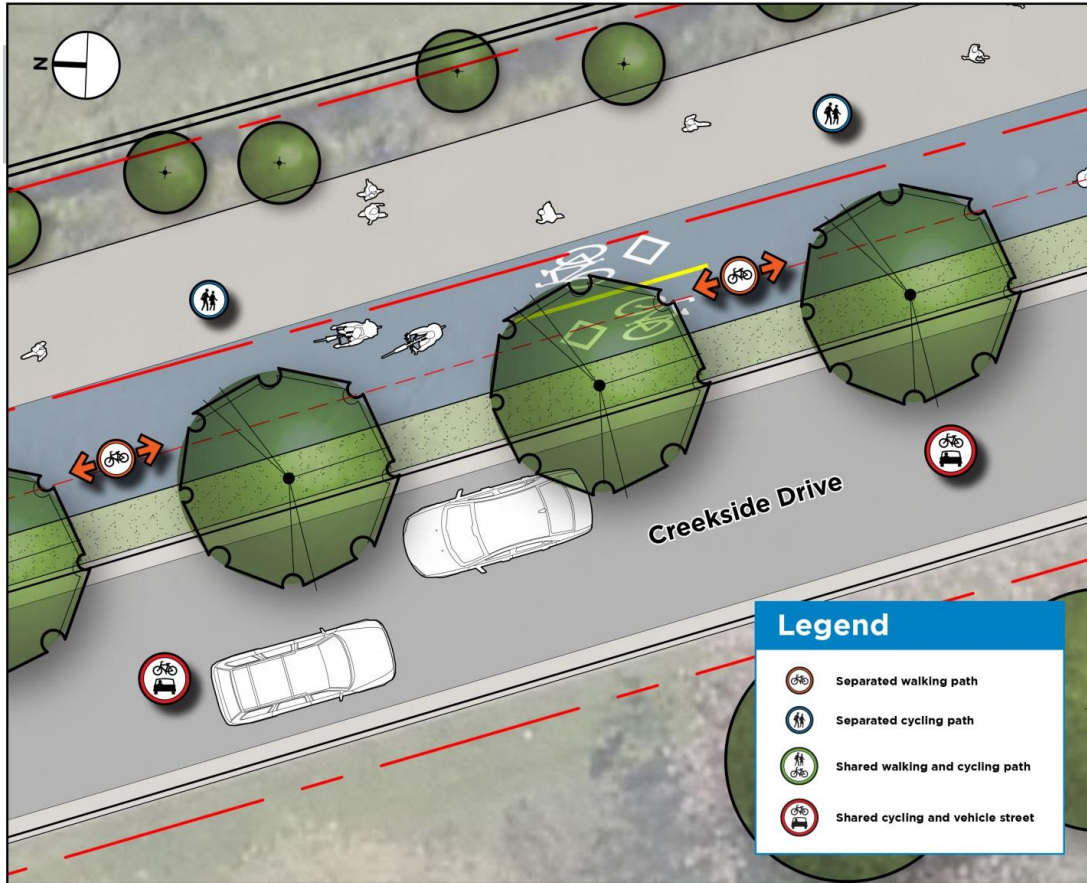 N
Creekside Drive
Legend
Separated walking path
Separated cycling path
Shared walking and cycling path
Shared cycling and vehicle street